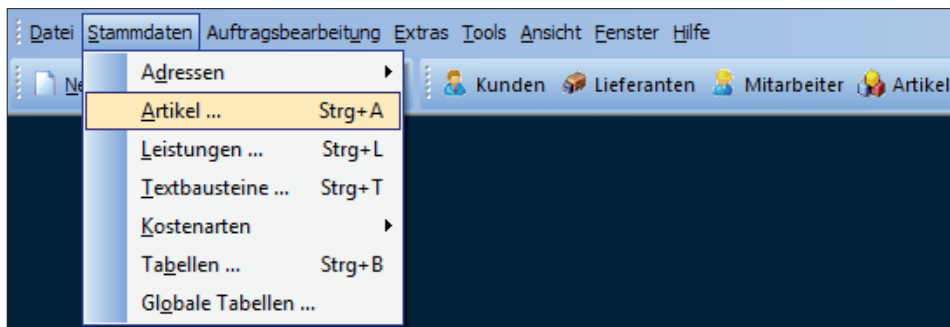 Datei Stammdaten Auftragsbearbeitung Extras Tools Ansicht Fenster Hilfe
Ne Kunden Lieferanten Mitarbeiter Artikel
Adressen
Artikel ... Strg+A
Leistungen ... Strg+L
Textbausteine ... Strg+T
Kostenarten
Tabellen ... Strg+B
Globale Tabellen ...